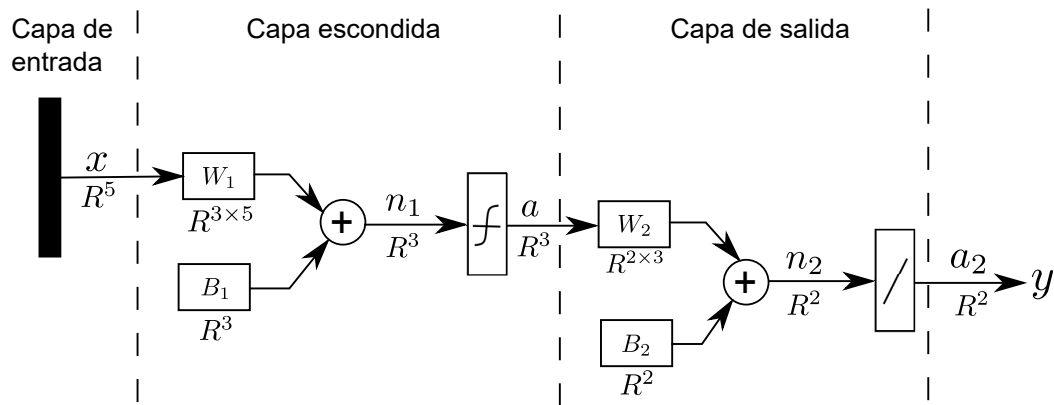 Capa de
entrada
Capa escondida
Capa de salida
x
R^5
W_1
R^{3×5}
B_1
R^3
+
n_1
R^3
a
R^3
W_2
R^{2×3}
B_2
R^2
+
n_2
R^2
a_2
R^2
y